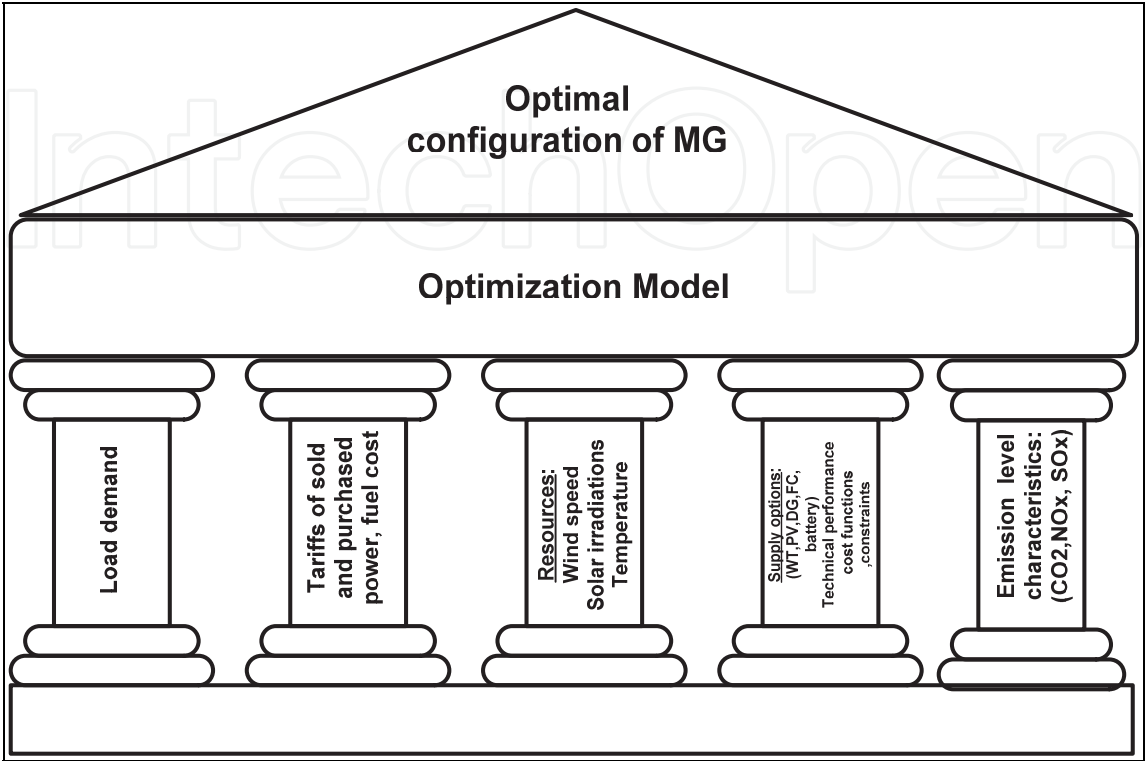 IntechOpen
Optimal
configuration of MG
Optimization Model
Load demand
Tariffs of sold
and purchased
power, fuel cost
Resources:
Wind speed
Solar irradiations
Temperature
Supply options:
(WT,PV,DG,FC,
battery)
Technical performance
cost functions
,constraints
Emission level
characteristics:
(CO2,NOx, SOx)